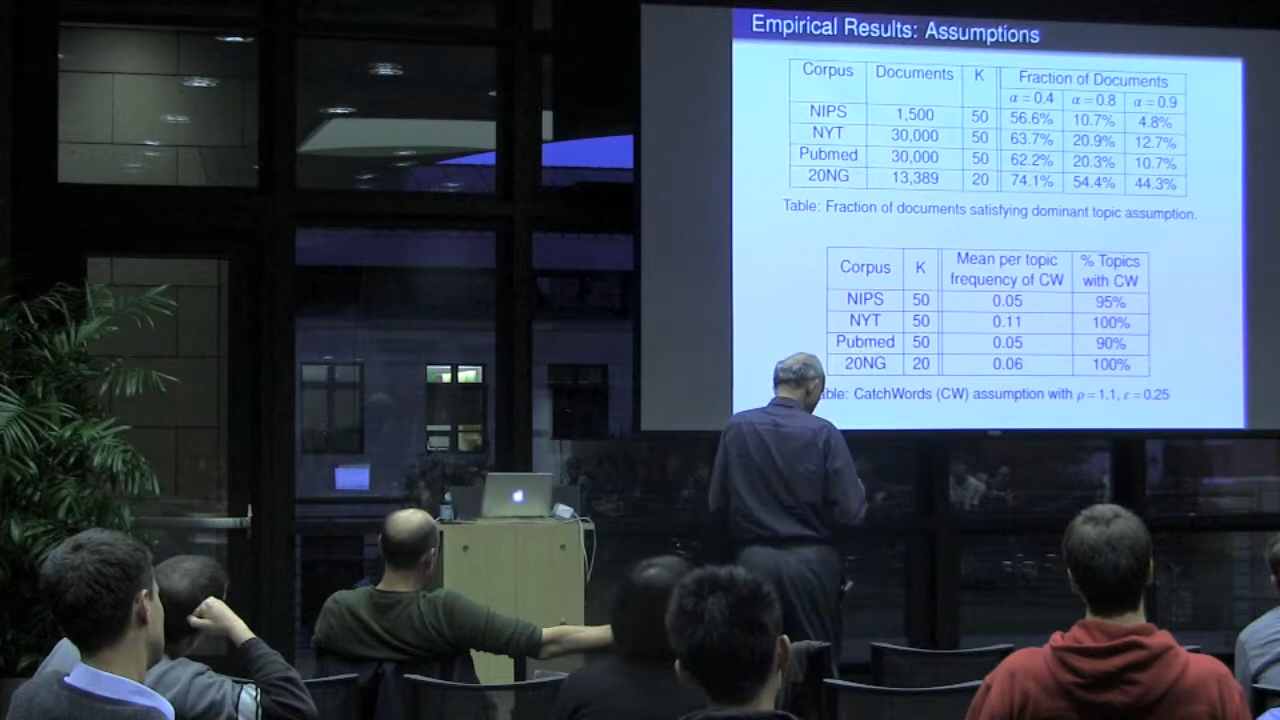 Empirical Results: Assumptions
Corpus Documents K Fraction of Documents
α = 0.4 α = 0.8 α = 0.9
NIPS 1,500 50 56.6% 10.7% 4.8%
NYT 30,000 50 63.7% 20.9% 12.7%
Pubmed 30,000 50 62.2% 20.3% 10.7%
20NG 13,389 20 74.1% 54.4% 44.3%
Table: Fraction of documents satisfying dominant topic assumption.
Corpus K Mean per topic % Topics
frequency of CW with CW
NIPS 50 0.05 95%
NYT 50 0.11 100%
Pubmed 50 0.05 90%
20NG 20 0.06 100%
ble: CatchWords (CW) assumption with ρ = 1.1, ε = 0.25